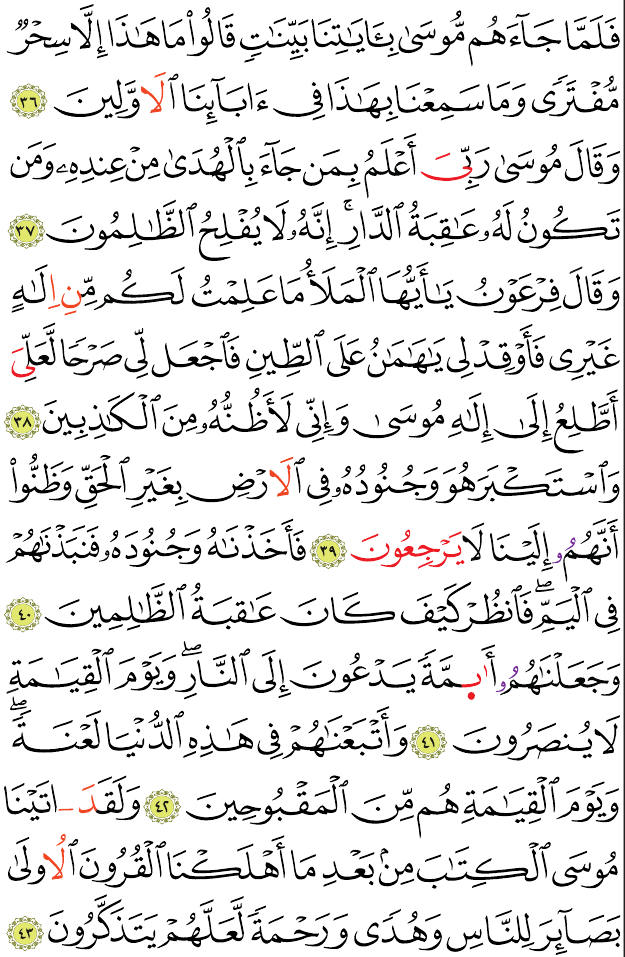 فَلَمَّا جَآءَهُم مُّوسَىٰ بِـَٔايَٰتِنَا بَيِّنَٰتٖ قَالُواْ مَا هَٰذَا إِلَّا سِحۡرٞ
مُّفۡتَرٗى وَمَا سَمِعۡنَا بِهَٰذَا فِيٓ ءَابَآئِنَا ٱلَاوَّلِينَ ٣٦
وَقَالَ مُوسَىٰ رَبِّيَ أَعۡلَمُ بِمَن جَآءَ بِٱلۡهُدَىٰ مِنۡ عِندِهِۦ وَمَن
تَكُونُ لَهُۥ عَٰقِبَةُ ٱلدَّارِۚ إِنَّهُۥ لَا يُفۡلِحُ ٱلظَّٰلِمُونَ ٣٧
وَقَالَ فِرۡعَوۡنُ يَٰٓأَيُّهَا ٱلۡمَلَأُ مَا عَلِمۡتُ لَكُم مِّنِ اِلَٰهٍ
غَيۡرِي فَأَوۡقِدۡ لِي يَٰهَٰمَٰنُ عَلَى ٱلطِّينِ فَٱجۡعَل لِّي صَرۡحٗا لَّعَلِّيَ
أَطَّلِعُ إِلَىٰٓ إِلَٰهِ مُوسَىٰ وَإِنِّي لَأَظُنُّهُۥ مِنَ ٱلۡكَٰذِبِينَ ٣٨
وَٱسۡتَكۡبَرَ هُوَ وَجُنُودُهُۥ فِي ٱلَارۡضِ بِغَيۡرِ ٱلۡحَقِّ وَظَنُّوٓاْ
أَنَّهُمُۥٓ إِلَيۡنَا لَا يَرۡجِعُونَ ٣٩ فَأَخَذۡنَٰهُ وَجُنُودَهُۥ فَنَبَذۡنَٰهُمۡ
فِي ٱلۡيَمِّۖ فَٱنظُرۡ كَيۡفَ كَانَ عَٰقِبَةُ ٱلظَّٰلِمِينَ ٤٠
وَجَعَلۡنَٰهُمُۥٓ أَٰىِٕمَّةٗ يَدۡعُونَ إِلَى ٱلنَّارِۖ وَيَوۡمَ ٱلۡقِيَٰمَةِ
لَا يُنصَرُونَ ٤١ وَأَتۡبَعۡنَٰهُمۡ فِي هَٰذِهِ ٱلدُّنۡيَا لَعۡنَةٗۖ
وَيَوۡمَ ٱلۡقِيَٰمَةِ هُم مِّنَ ٱلۡمَقۡبُوحِينَ ٤٢ وَلَقَدَ ـ اتَيۡنَا
مُوسَى ٱلۡكِتَٰبَ مِنۢ بَعۡدِ مَآ أَهۡلَكۡنَا ٱلۡقُرُونَ ٱلُاولَىٰ
بَصَآئِرَ لِلنَّاسِ وَهُدٗى وَرَحۡمَةٗ لَّعَلَّهُمۡ يَتَذَكَّرُونَ ٤٣